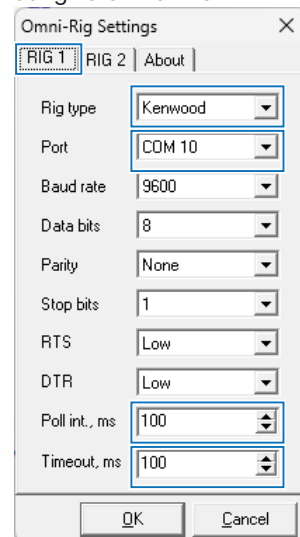 Omni-Rig Settings
RIG 1 RIG 2 About
Rig type Kenwood
Port COM 10
Baud rate 9600
Data bits 8
Parity None
Stop bits 1
RTS Low
DTR Low
Poll int., ms 100
Timeout, ms 100
OK Cancel